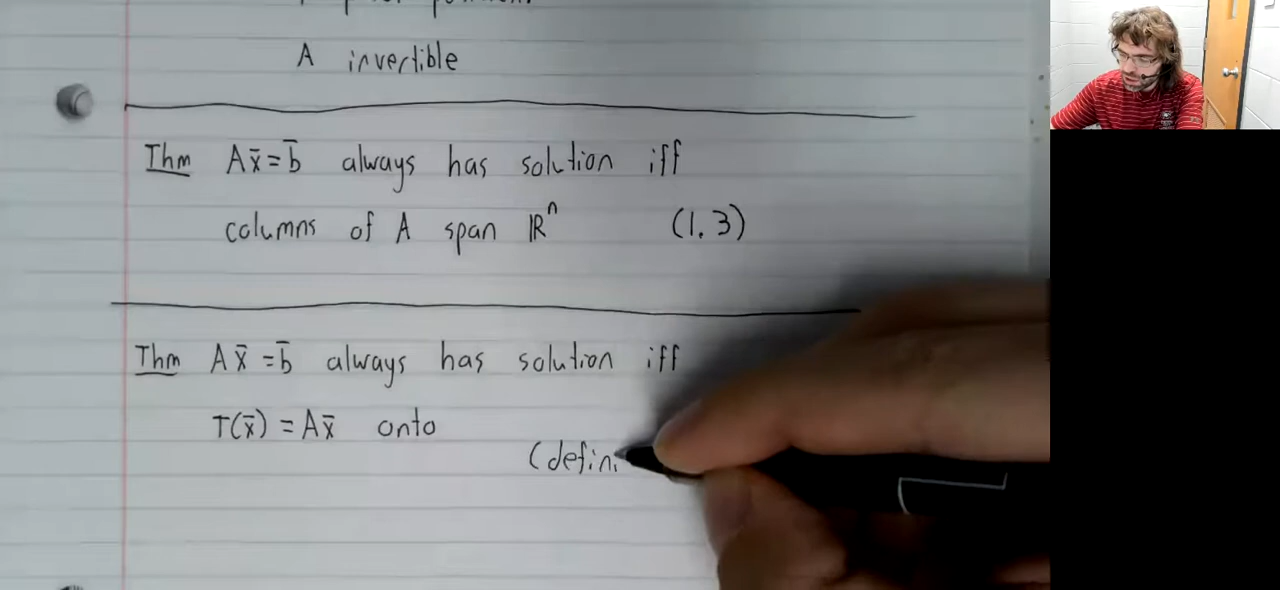 A invertible
Thm Ax̄ = b̄ always has solution iff
columns of A span ℝⁿ (1.3)
Thm Ax̄ = b̄ always has solution iff
T(x̄) = Ax̄ onto
(defini